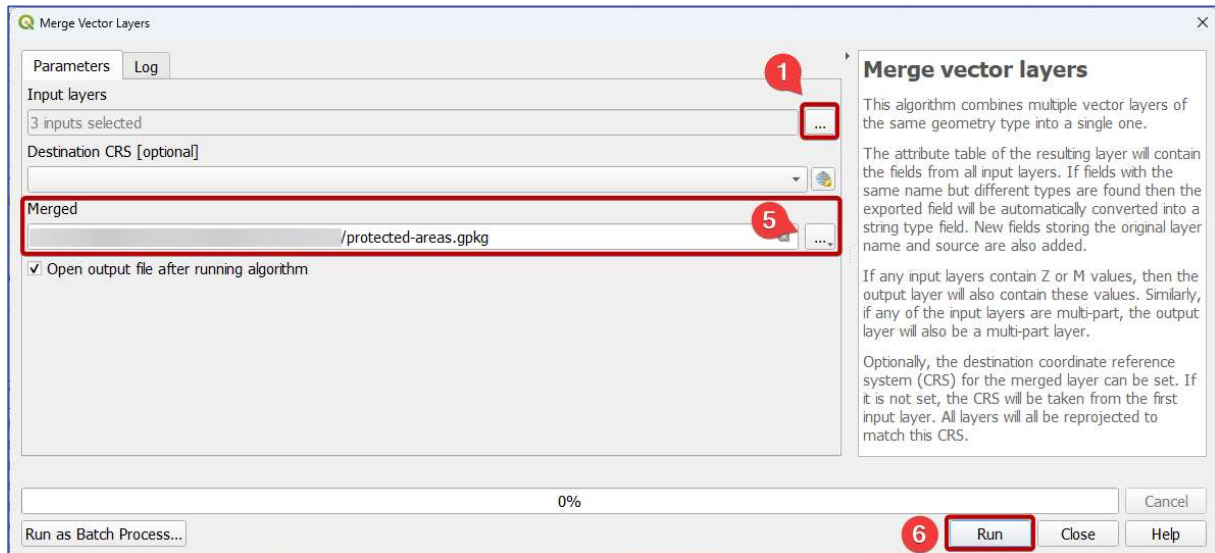 Merge Vector Layers
Parameters Log
1
Input layers
3 inputs selected
...
Destination CRS [optional]
Merged
5
/protected-areas.gpkg
...
Open output file after running algorithm
Merge vector layers
This algorithm combines multiple vector layers of
the same geometry type into a single one.
The attribute table of the resulting layer will contain
the fields from all input layers. If fields with the
same name but different types are found then the
exported field will be automatically converted into a
string type field. New fields storing the original layer
name and source are also added.
If any input layers contain Z or M values, then the
output layer will also contain these values. Similarly,
if any of the input layers are multi-part, the output
layer will also be a multi-part layer.
Optionally, the destination coordinate reference
system (CRS) for the merged layer can be set. If
it is not set, the CRS will be taken from the first
input layer. All layers will all be reprojected to
match this CRS.
0%
Cancel
Run as Batch Process...
6
Run
Close
Help